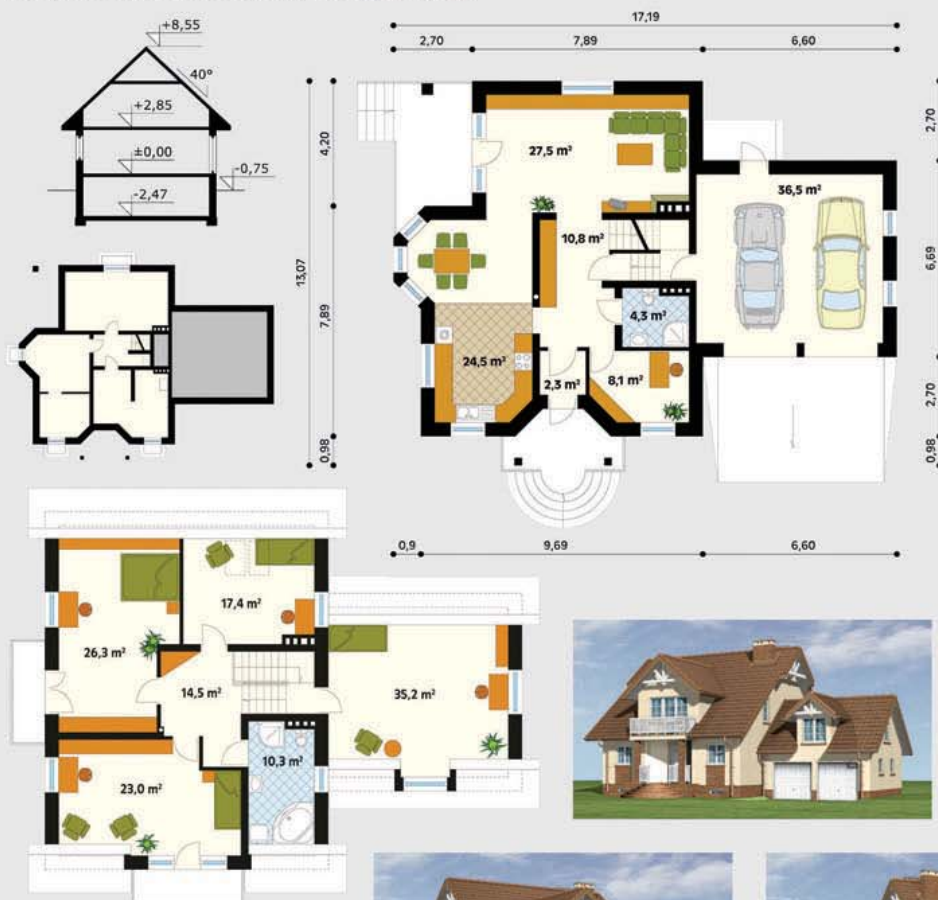 +8,55
40°
+2,85
±0,00
-0,75
-2,47
17,19
2,70
7,89
6,60
4,20
13,07
7,89
0,98
27,5 m²
36,5 m²
10,8 m²
4,3 m²
24,5 m²
2,3 m²
8,1 m²
2,70
6,69
2,70
0,98
0,9
9,69
6,60
17,4 m²
26,3 m²
14,5 m²
35,2 m²
10,3 m²
23,0 m²